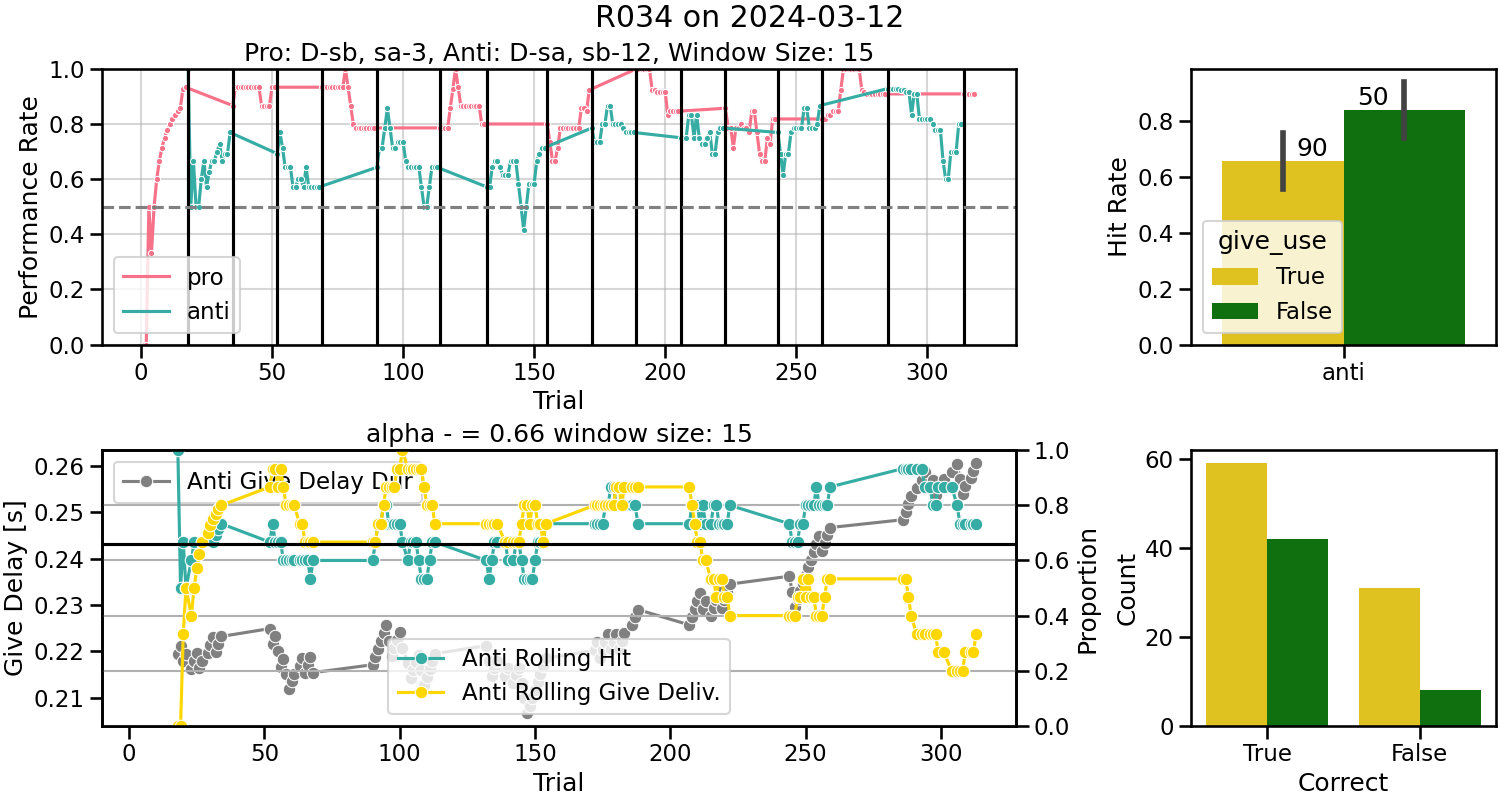 R034 on 2024-03-12
Pro: D-sb, sa-3, Anti: D-sa, sb-12, Window Size: 15
Performance Rate
1.0
0.8
0.6
0.4
0.2
0.0
pro
anti
0 50 100 150 200 250 300
Trial
Hit Rate
0.8
0.6
0.4
0.2
0.0
90
50
give_use
True
False
anti
alpha - = 0.66 window size: 15
Give Delay [s]
0.26
0.25
0.24
0.23
0.22
0.21
Anti Give Delay Dur
Anti Rolling Hit
Anti Rolling Give Deliv.
1.0
0.8
0.6
0.4
0.2
0.0
Proportion
0 50 100 150 200 250 300
Trial
Count
60
40
20
0
True False
Correct